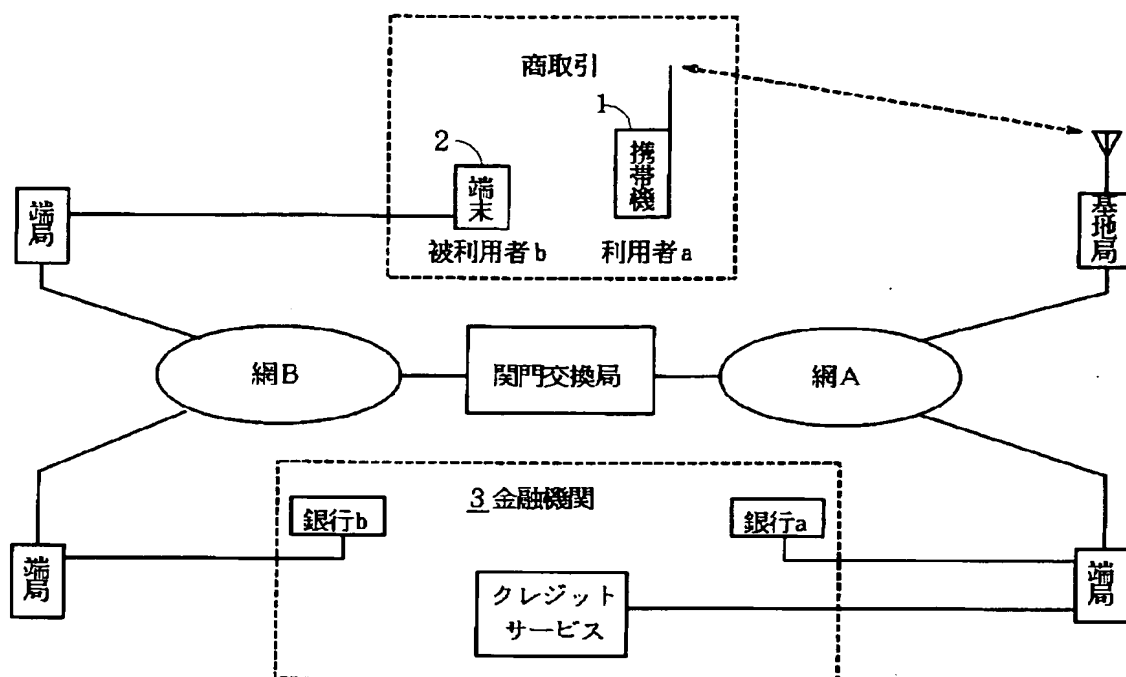 商取引
1
携帯機
2
端末
被利用者b
利用者a
端局
基地局
網B
関門交換局
網A
3 金融機関
銀行b
銀行a
端局
クレジット
サービス
端局